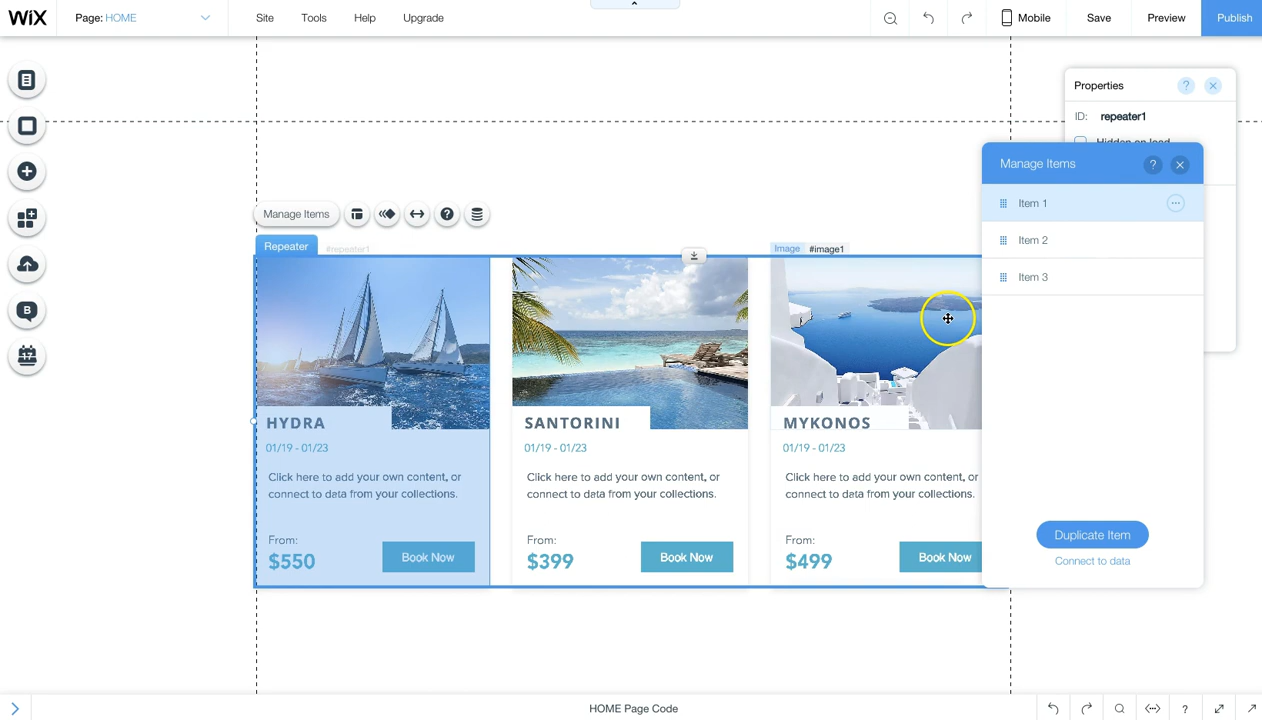 WiX
Page: HOME
Site
Tools
Help
Upgrade
Mobile
Save
Preview
Publish
Properties
ID: repeater1
Hidden on load
Manage Items
?
Item 1
Item 2
Item 3
Duplicate Item
Connect to data
Manage Items
Repeater
#repeater1
Image
#image1
HYDRA
01/19 - 01/23
Click here to add your own content, or
connect to data from your collections.
From:
$550
Book Now
SANTORINI
01/19 - 01/23
Click here to add your own content, or
connect to data from your collections.
From:
$399
Book Now
MYKONOS
01/19 - 01/23
Click here to add your own content, or
connect to data from your collections.
From:
$499
Book Now
HOME Page Code